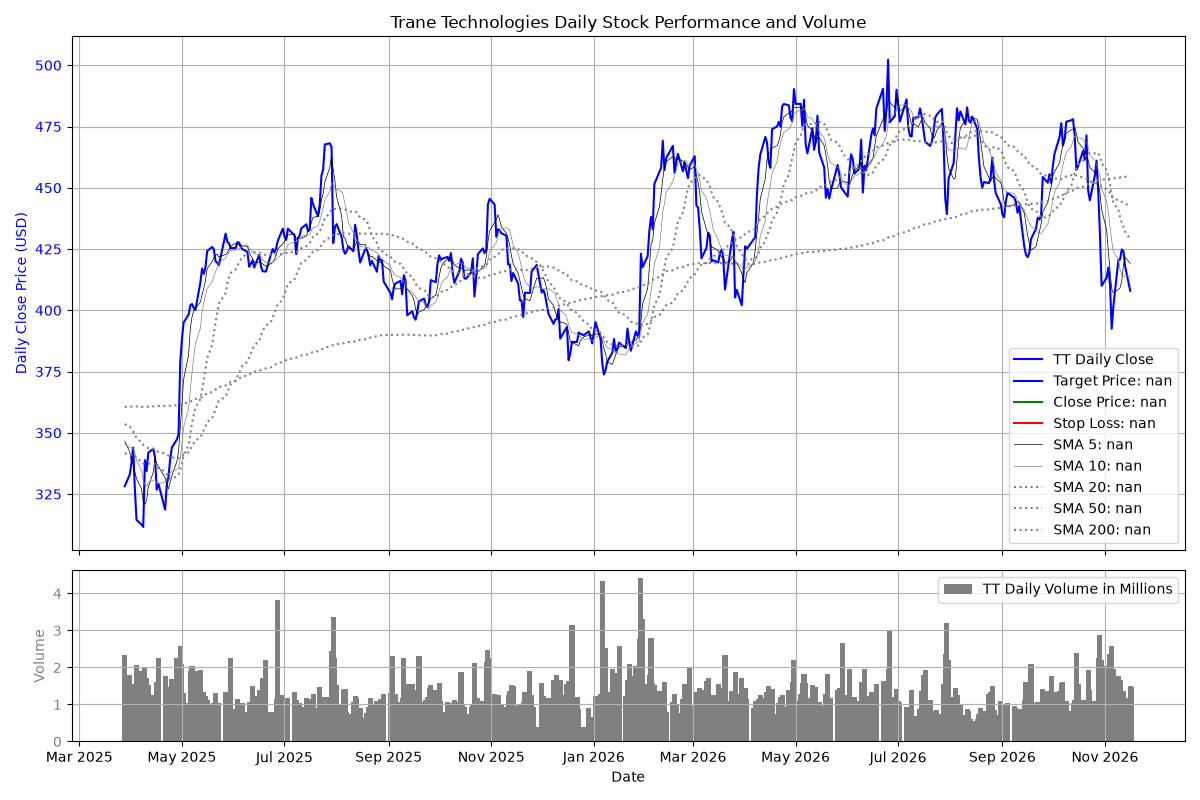 Trane Technologies Daily Stock Performance and Volume
Daily Close Price (USD)
500
475
450
425
400
375
350
325
TT Daily Close
Target Price: nan
Close Price: nan
Stop Loss: nan
SMA 5: nan
SMA 10: nan
SMA 20: nan
SMA 50: nan
SMA 200: nan
Volume
4
3
2
1
0
TT Daily Volume in Millions
Mar 2025 May 2025 Jul 2025 Sep 2025 Nov 2025 Jan 2026 Mar 2026 May 2026 Jul 2026 Sep 2026 Nov 2026
Date